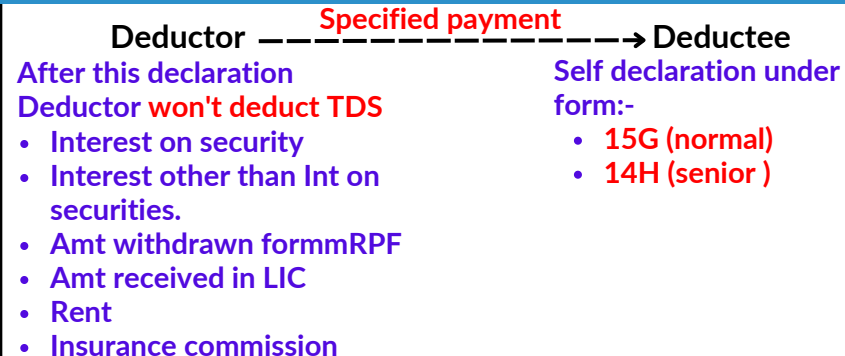 Specified payment
Deductor Deductee
After this declaration
Deductor won't deduct TDS
• Interest on security
• Interest other than Int on
securities.
• Amt withdrawn formmRPF
• Amt received in LIC
• Rent
• Insurance commission
Self declaration under
form:-
• 15G (normal)
• 14H (senior )